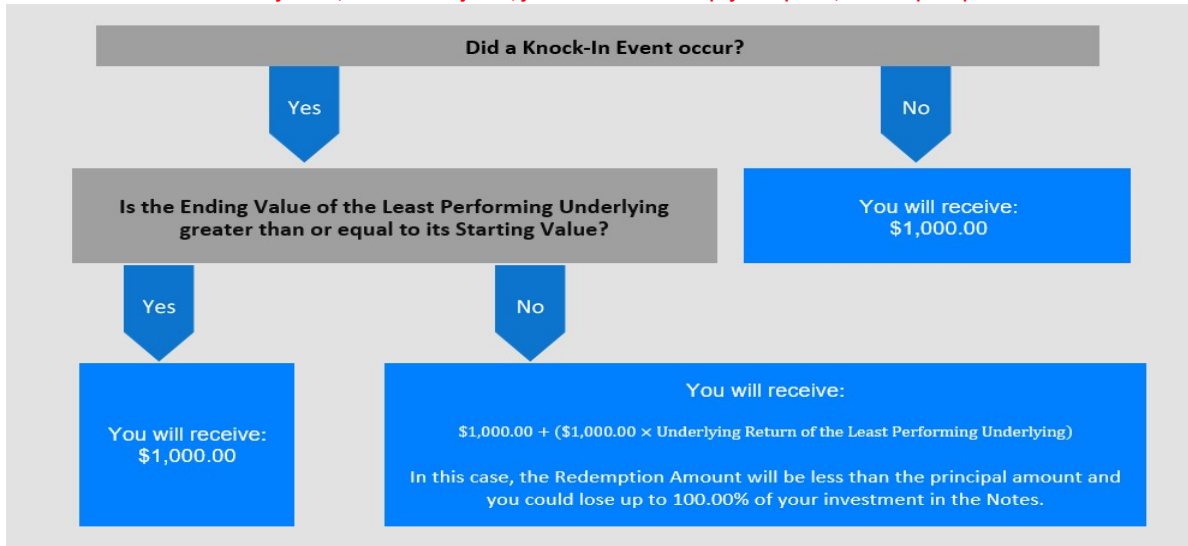 Did a Knock-In Event occur?
Yes
No
Is the Ending Value of the Least Performing Underlying
greater than or equal to its Starting Value?
You will receive:
$1,000.00
Yes
No
You will receive:
$1,000.00
You will receive:
$1,000.00 + ($1,000.00 × Underlying Return of the Least Performing Underlying)
In this case, the Redemption Amount will be less than the principal amount and
you could lose up to 100.00% of your investment in the Notes.